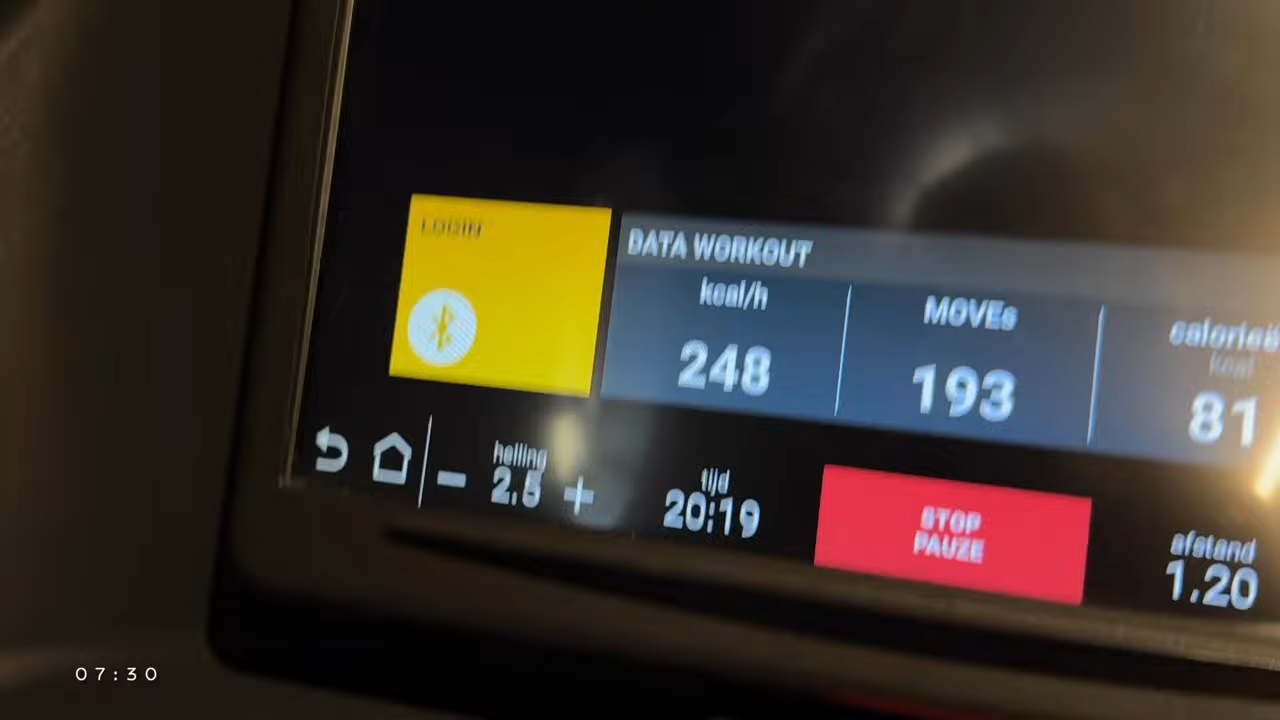 LOGIN
DATA WORKOUT
kcal/h
MOVEs
calorieë
kcal
248
193
81
helling
2.5
tijd
20:19
STOP
PAUZE
afstand
1.20
07:30